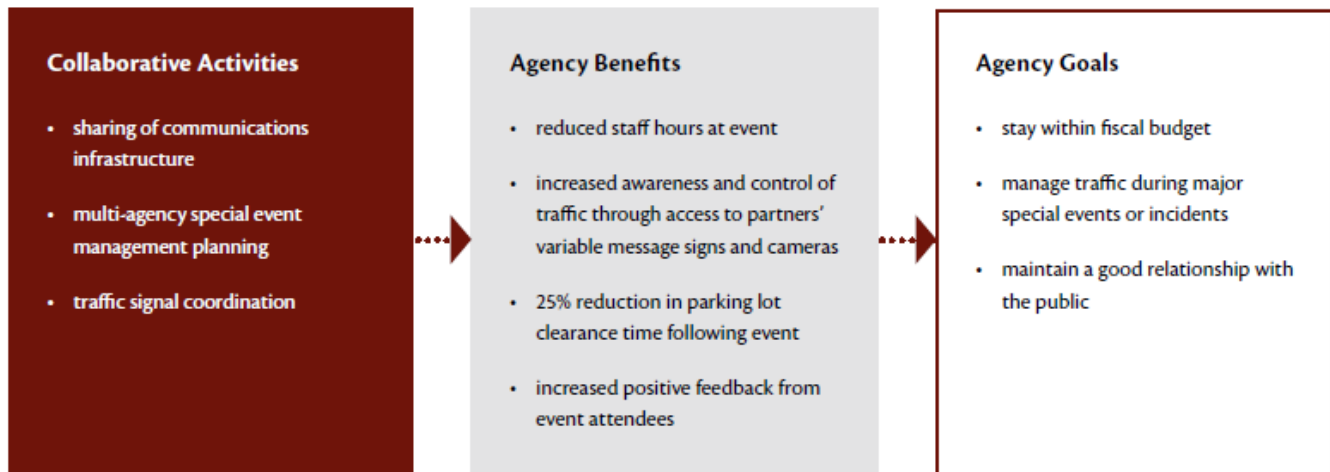 Collaborative Activities
• sharing of communications
infrastructure
• multi-agency special event
management planning
• traffic signal coordination
Agency Benefits
• reduced staff hours at event
• increased awareness and control of
traffic through access to partners’
variable message signs and cameras
• 25% reduction in parking lot
clearance time following event
• increased positive feedback from
event attendees
Agency Goals
• stay within fiscal budget
• manage traffic during major
special events or incidents
• maintain a good relationship with
the public